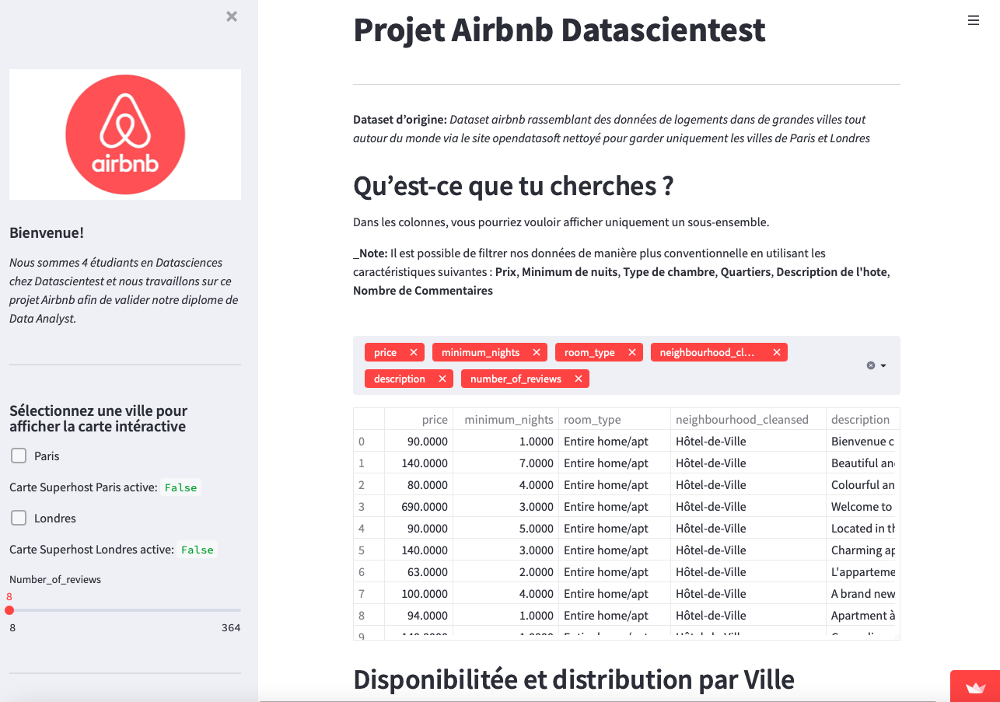 airbnb
Bienvenue!
Nous sommes 4 étudiants en Datasciences
chez Datascientest et nous travaillons sur ce
projet Airbnb afin de valider notre diplome de
Data Analyst.
Sélectionnez une ville pour
afficher la carte intéractive
Paris
Carte Superhost Paris active: False
Londres
Carte Superhost Londres active: False
Number_of_reviews
8
8 364
Projet Airbnb Datascientest
Dataset d’origine: Dataset airbnb rassemblant des données de logements dans de grandes villes tout
autour du monde via le site opendatasoft nettoyé pour garder uniquement les villes de Paris et Londres
Qu’est-ce que tu cherches ?
Dans les colonnes, vous pourriez vouloir afficher uniquement un sous-ensemble.
_Note: Il est possible de filtrer nos données de manière plus conventionnelle en utilisant les
caractéristiques suivantes : Prix, Minimum de nuits, Type de chambre, Quartiers, Description de l'hote,
Nombre de Commentaires
price minimum_nights room_type neighbourhood_cl…
description number_of_reviews
price minimum_nights room_type neighbourhood_cleansed description
0 90.0000 1.0000 Entire home/apt Hôtel-de-Ville Bienvenue c
1 140.0000 7.0000 Entire home/apt Hôtel-de-Ville Beautiful an
2 80.0000 4.0000 Entire home/apt Hôtel-de-Ville Colourful an
3 690.0000 3.0000 Entire home/apt Hôtel-de-Ville Welcome to
4 90.0000 5.0000 Entire home/apt Hôtel-de-Ville Located in th
5 140.0000 3.0000 Entire home/apt Hôtel-de-Ville Charming ap
6 63.0000 2.0000 Entire home/apt Hôtel-de-Ville L'apparteme
7 100.0000 4.0000 Entire home/apt Hôtel-de-Ville A brand new
8 94.0000 1.0000 Entire home/apt Hôtel-de-Ville Apartment à
9 140.0000 1.0000 Entire home/apt Hôtel-de-Ville
Disponibilitée et distribution par Ville